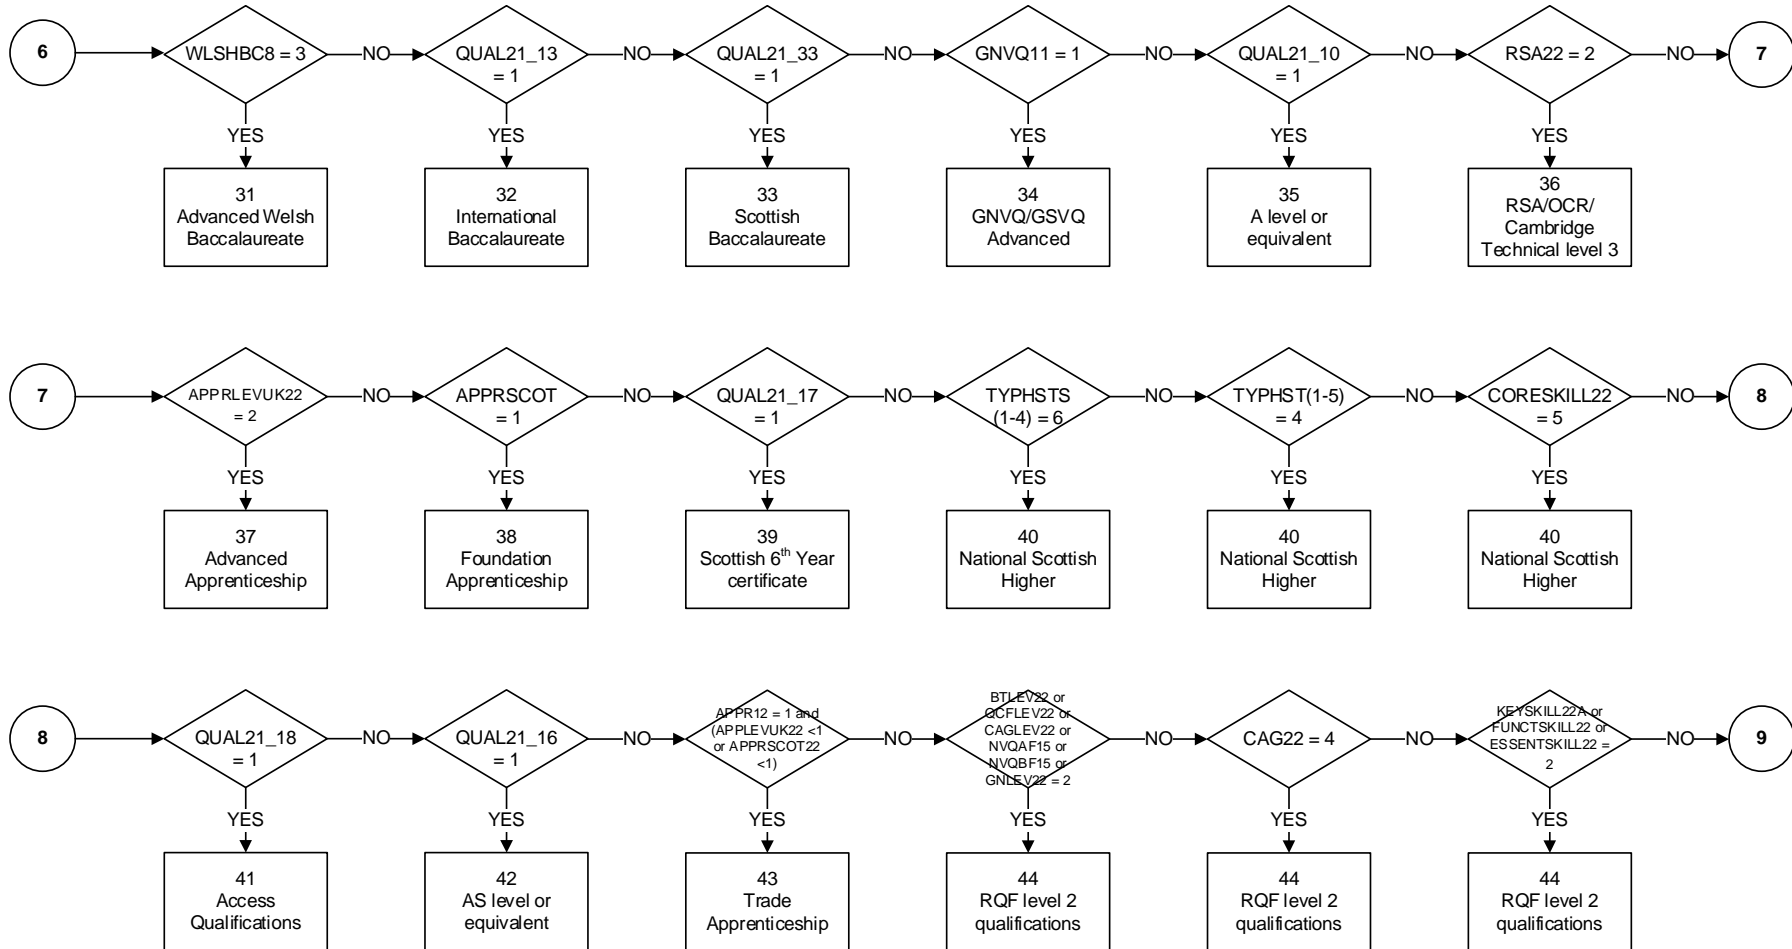 6
WLSHBC8 = 3
NO
QUAL21_13
= 1
NO
QUAL21_33
= 1
NO
GNVQ11 = 1
NO
QUAL21_10
= 1
NO
RSA22 = 2
NO
7
YES
YES
YES
YES
YES
YES
31
Advanced Welsh
Baccalaureate
32
International
Baccalaureate
33
Scottish
Baccalaureate
34
GNVQ/GSVQ
Advanced
35
A level or
equivalent
36
RSA/OCR/
Cambridge
Technical level 3
7
APPRLEVUK22
= 2
NO
APPRSCOT
= 1
NO
QUAL21_17
= 1
NO
TYPHSTS
(1-4) = 6
NO
TYPHST(1-5)
= 4
NO
CORESKILL22
= 5
NO
8
YES
YES
YES
YES
YES
YES
37
Advanced
Apprenticeship
38
Foundation
Apprenticeship
39
Scottish 6th Year
certificate
40
National Scottish
Higher
40
National Scottish
Higher
40
National Scottish
Higher
8
QUAL21_18
= 1
NO
QUAL21_16
= 1
NO
APPR12 = 1 and
(APPLEVUK22 <1
or APPRSCOT22
<1)
NO
BTLEV22 or
QCFLEV22 or
CAGLEV22 or
NVQAF15 or
NVQBF15 or
GNLEV22 = 2
NO
CAG22 = 4
NO
KEYSKILL22A or
FUNCTSKILL22 or
ESSENTSKILL22 =
2
NO
9
YES
YES
YES
YES
YES
YES
41
Access
Qualifications
42
AS level or
equivalent
43
Trade
Apprenticeship
44
RQF level 2
qualifications
44
RQF level 2
qualifications
44
RQF level 2
qualifications